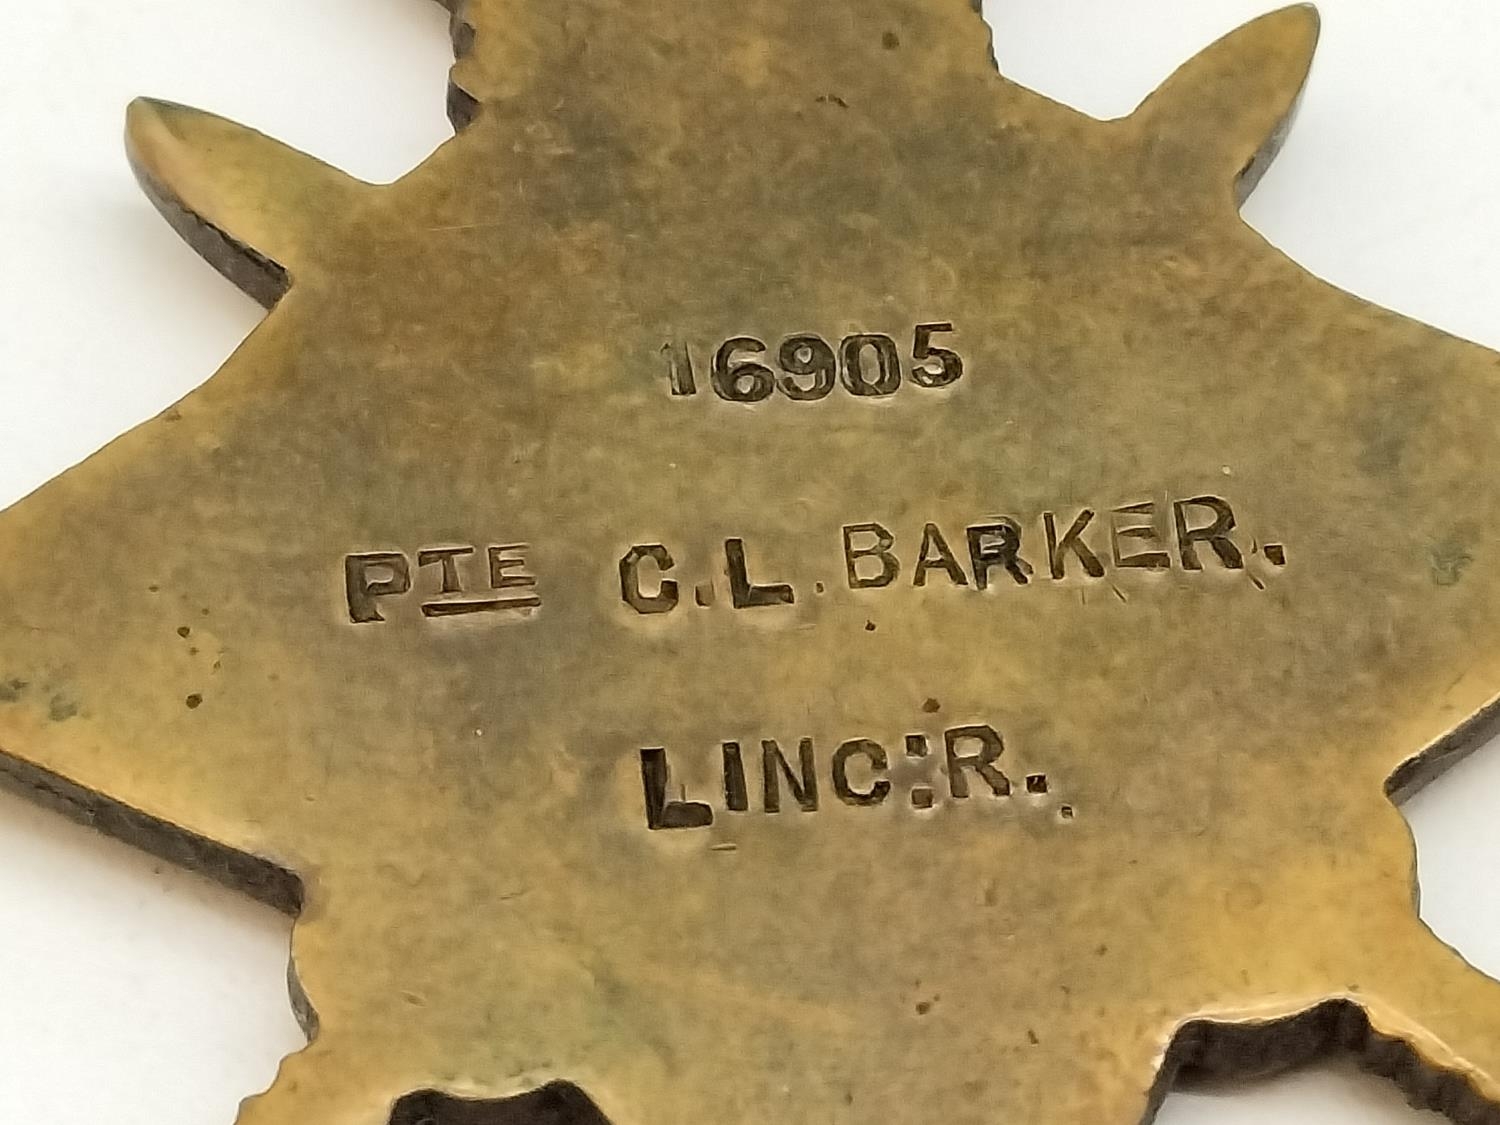 16905
PTE C.L. BARKER.
LINC:R.